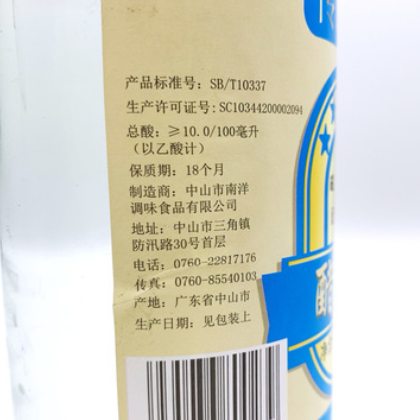 产品标准号：SB/T10337
生产许可证号：SC10344200002094
总酸：≥10.0/100毫升
（以乙酸计）
保质期：18个月
制造商：中山市南洋
调味食品有限公司
地址：中山市三角镇
防汛路30号首层
电话：0760-22817176
传真：0760-85540103
产地：广东省中山市
生产日期：见包装上
醋